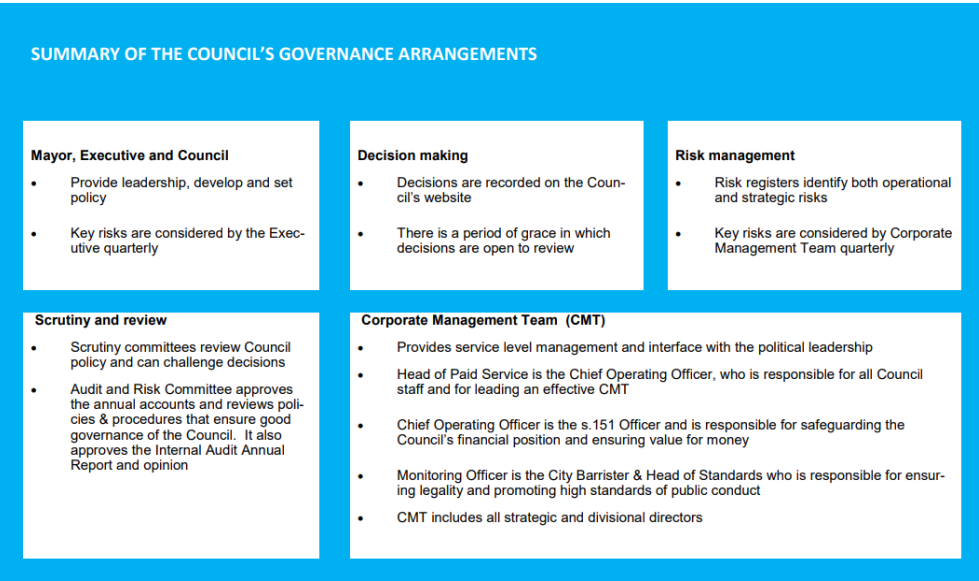 SUMMARY OF THE COUNCIL'S GOVERNANCE ARRANGEMENTS
Mayor, Executive and Council
• Provide leadership, develop and set
policy
• Key risks are considered by the Exec-
utive quarterly
Decision making
• Decisions are recorded on the Coun-
cil's website
• There is a period of grace in which
decisions are open to review
Risk management
• Risk registers identify both operational
and strategic risks
• Key risks are considered by Corporate
Management Team quarterly
Scrutiny and review
• Scrutiny committees review Council
policy and can challenge decisions
• Audit and Risk Committee approves
the annual accounts and reviews poli-
cies & procedures that ensure good
governance of the Council.  It also
approves the Internal Audit Annual
Report and opinion
Corporate Management Team  (CMT)
• Provides service level management and interface with the political leadership
• Head of Paid Service is the Chief Operating Officer, who is responsible for all Council
staff and for leading an effective CMT
• Chief Operating Officer is the s.151 Officer and is responsible for safeguarding the
Council's financial position and ensuring value for money
• Monitoring Officer is the City Barrister & Head of Standards who is responsible for ensur-
ing legality and promoting high standards of public conduct
• CMT includes all strategic and divisional directors